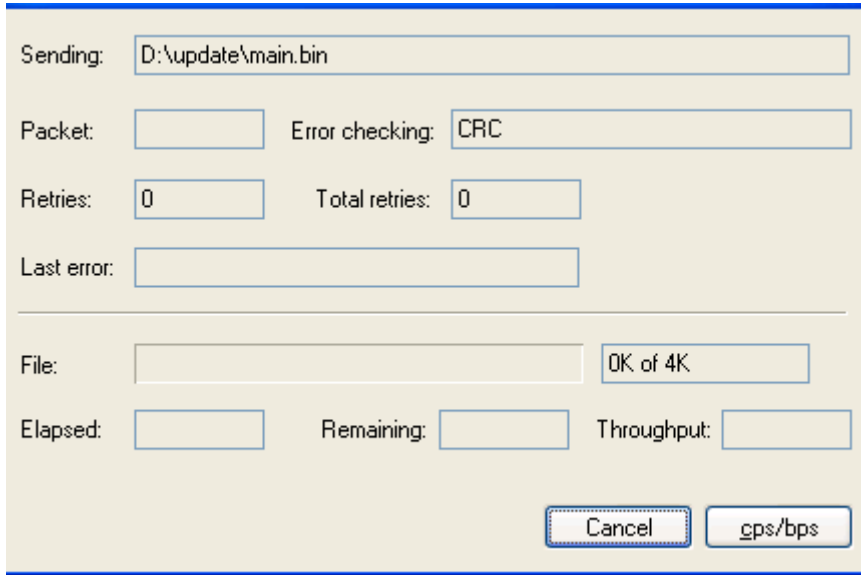 Sending: D:\update\main.bin
Packet: Error checking: CRC
Retries: 0 Total retries: 0
Last error:
File: 0K of 4K
Elapsed: Remaining: Throughput:
Cancel cps/bps